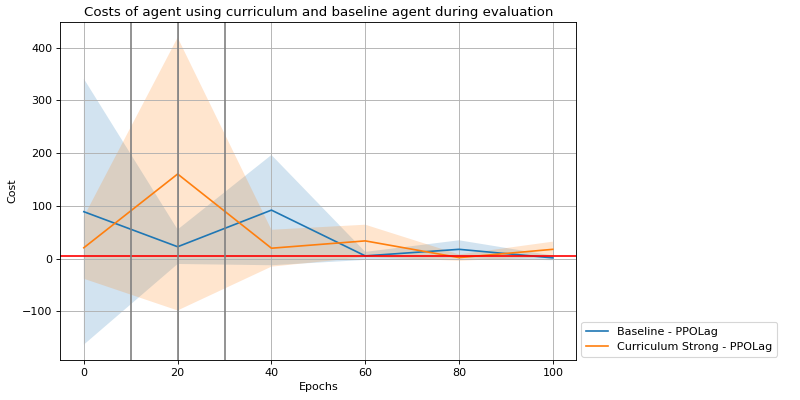 Costs of agent using curriculum and baseline agent during evaluation
Cost
400
300
200
100
0
−100
0 20 40 60 80 100
Epochs
Baseline - PPOLag
Curriculum Strong - PPOLag